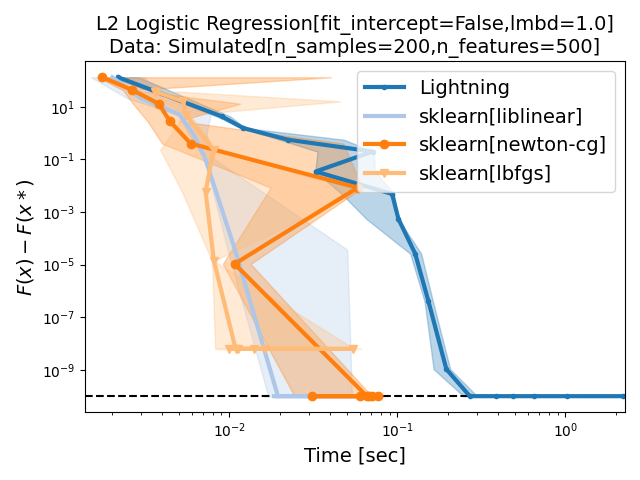 L2 Logistic Regression[fit_intercept=False,lmbd=1.0]
Data: Simulated[n_samples=200,n_features=500]
Lightning
sklearn[liblinear]
sklearn[newton-cg]
sklearn[lbfgs]
F(x) − F(x*)
10¹
10⁻¹
10⁻³
10⁻⁵
10⁻⁷
10⁻⁹
10⁻² 10⁻¹ 10⁰
Time [sec]